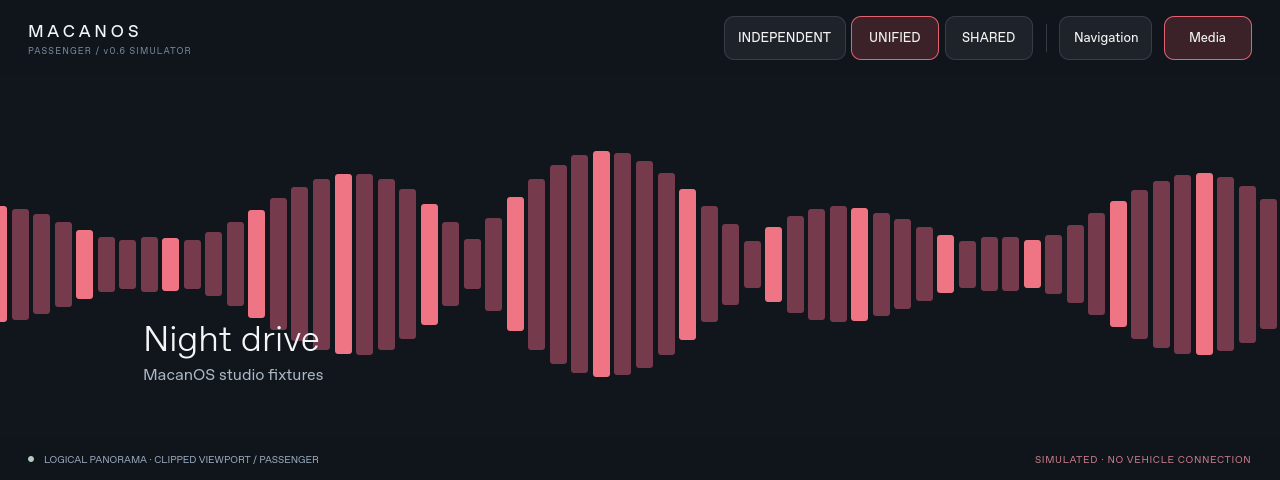 MACANOS
PASSENGER / v0.6 SIMULATOR
INDEPENDENT UNIFIED SHARED Navigation Media
Night drive
MacanOS studio fixtures
LOGICAL PANORAMA · CLIPPED VIEWPORT / PASSENGER
SIMULATED · NO VEHICLE CONNECTION